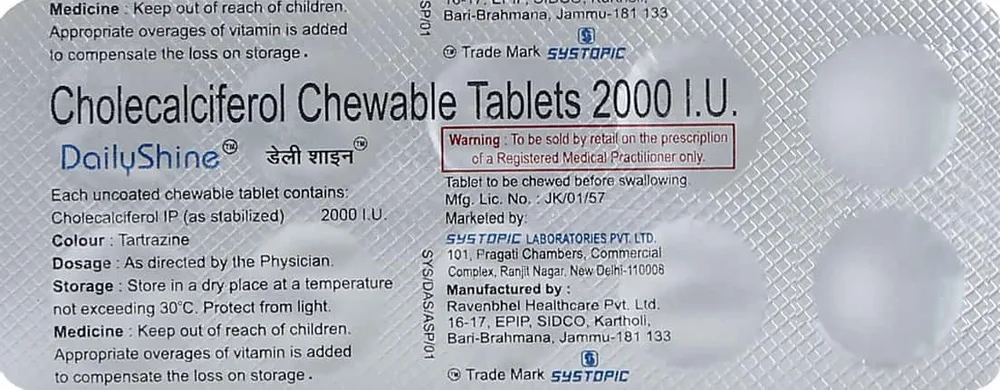 Medicine : Keep out of reach of children.
Appropriate overages of vitamin is added
to compensate the loss on storage.
SP/01
Bari-Brahmana, Jammu-181 133
TM Trade Mark SYSTOPIC
Cholecalciferol Chewable Tablets 2000 I.U.
DailyShine TM डेली शाइन TM
Warning : To be sold by retail on the prescription
of a Registered Medical Practitioner only.
Each uncoated chewable tablet contains:
Cholecalciferol IP (as stabilized) 2000 I.U.
Colour : Tartrazine
Dosage : As directed by the Physician.
Storage : Store in a dry place at a temperature
not exceeding 30°C. Protect from light.
Medicine : Keep out of reach of children.
Appropriate overages of vitamin is added
to compensate the loss on storage.
Tablet to be chewed before swallowing
Mfg. Lic. No. : JK/01/57
Marketed by:
SYSTOPIC LABORATORIES PVT. LTD.
101, Pragati Chambers, Commercial
Complex, Ranjit Nagar, New Delhi-110008
Manufactured by :
Ravenbhel Healthcare Pvt. Ltd.
16-17, EPIP, SIDCO, Kartholi,
Bari-Brahmana, Jammu-181 133
TM Trade Mark SYSTOPIC
SYS/DAS/ASP/01